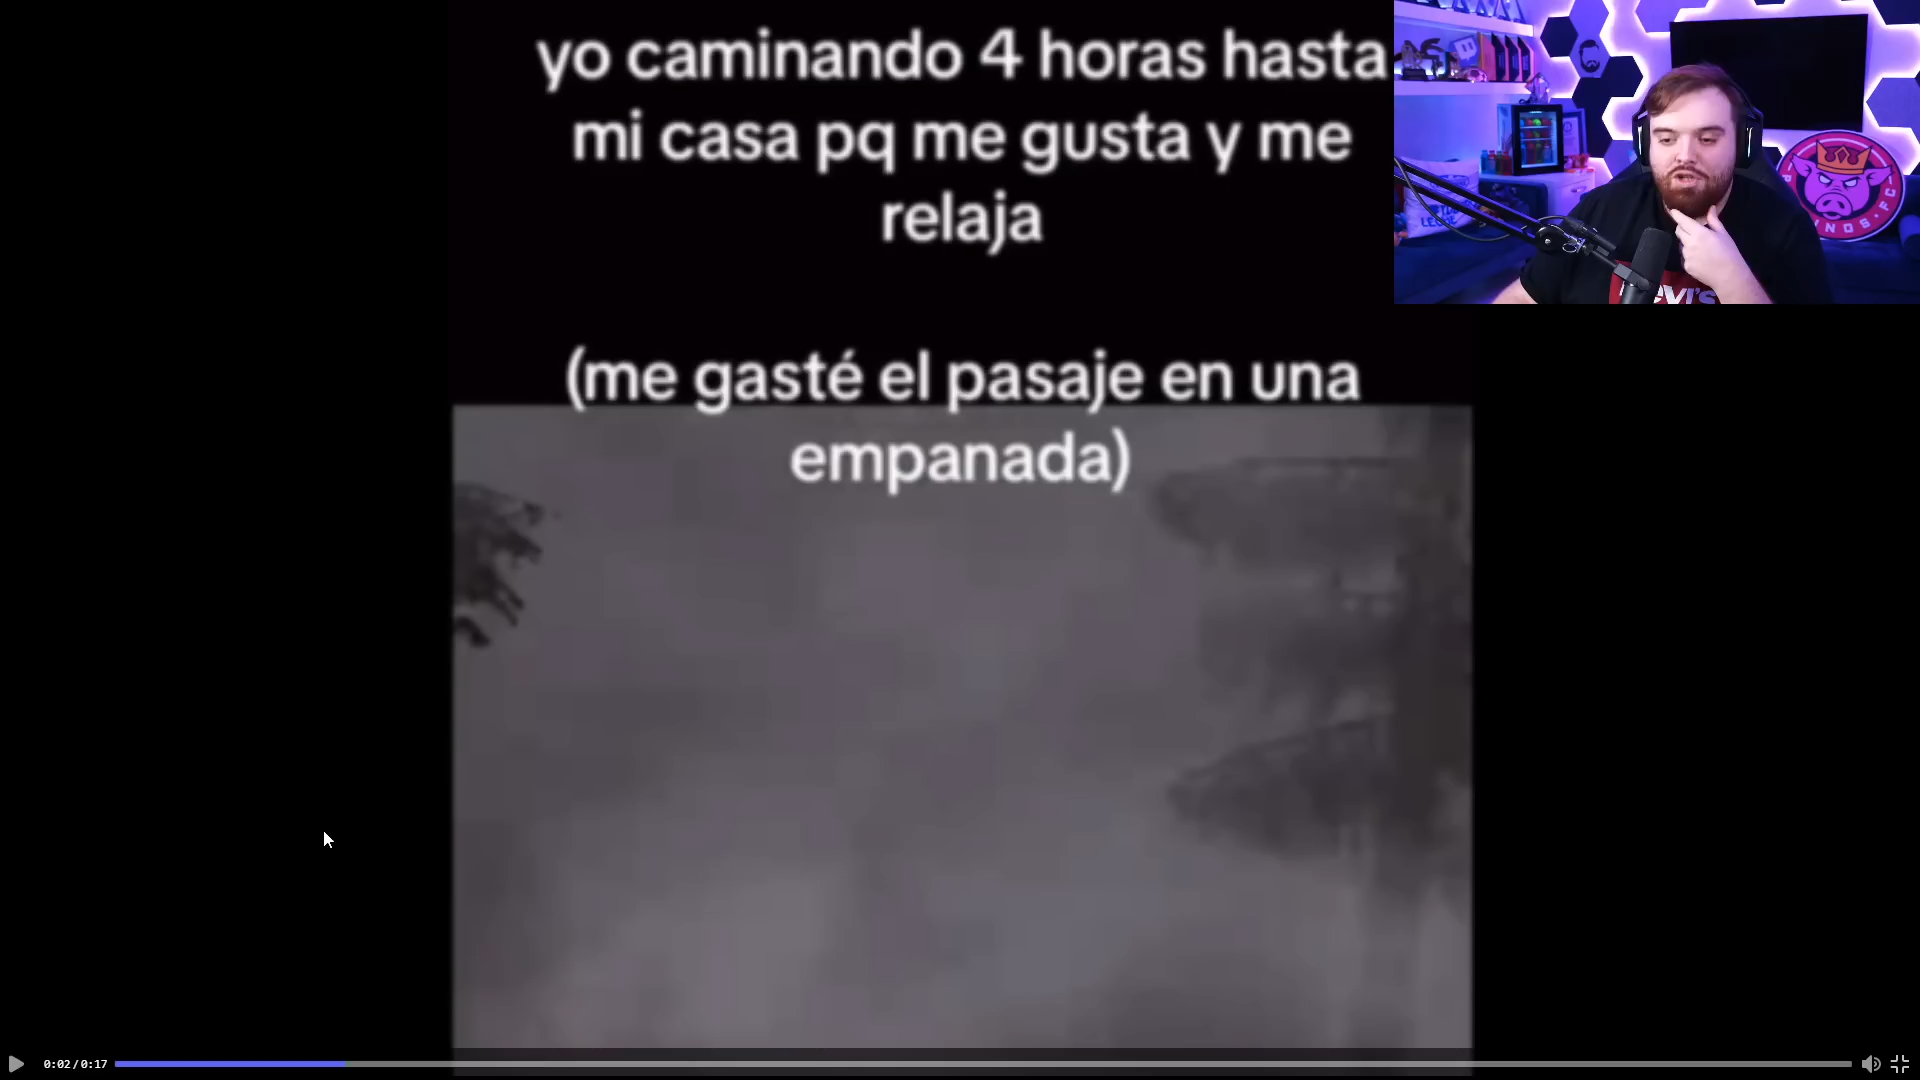 yo caminando 4 horas hasta
mi casa pq me gusta y me
relaja
(me gasté el pasaje en una
empanada)
0:02/0:17